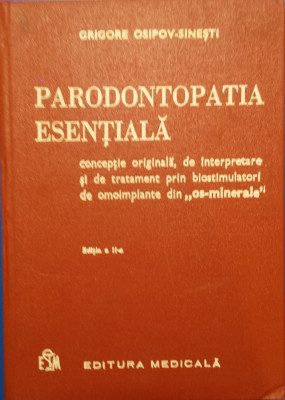 GRIGORE OSIPOV-SINEȘTI
PARODONTOPATIA
ESENȚIALĂ
concepție originală, de interpretare
și de tratament prin biostimulatori
de omoimplante din „os-minerale”
Ediția a II-a
EDITURA MEDICALĂ